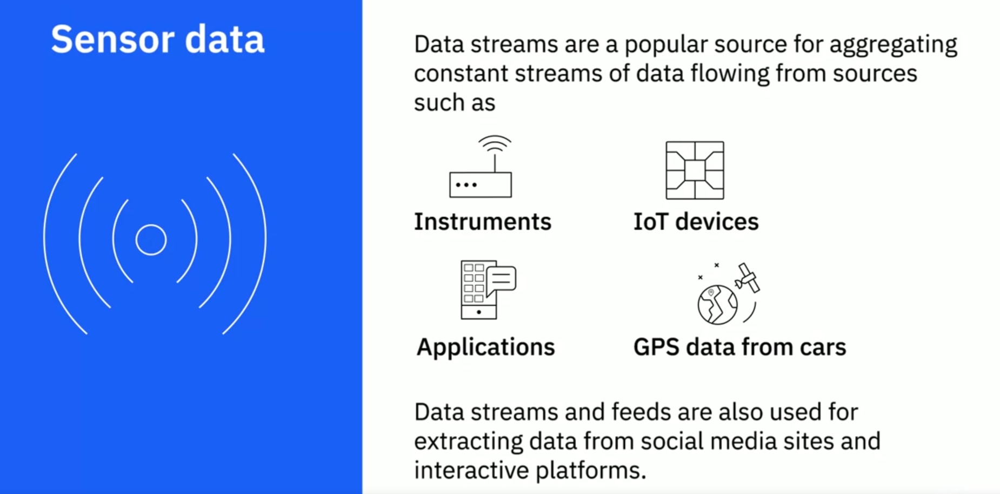 Sensor data
Data streams are a popular source for aggregating
constant streams of data flowing from sources
such as
Instruments
IoT devices
Applications
GPS data from cars
Data streams and feeds are also used for
extracting data from social media sites and
interactive platforms.